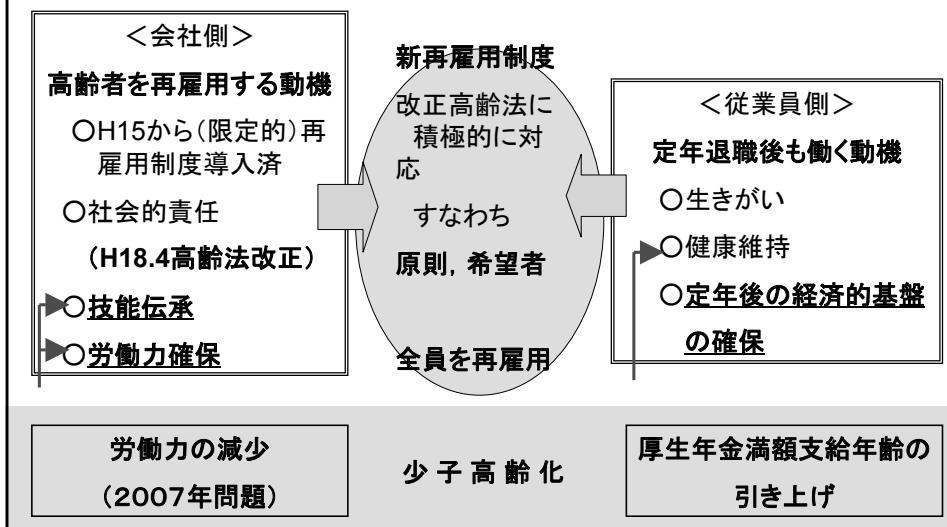 ＜会社側＞
高齢者を再雇用する動機
○H15から（限定的）再
雇用制度導入済
○社会的責任
（H18.4高齢法改正）
○技能伝承
○労働力確保
新再雇用制度
改正高齢法に
積極的に対
応
すなわち
原則，希望者
全員を再雇用
＜従業員側＞
定年退職後も働く動機
○生きがい
○健康維持
○定年後の経済的基盤
の確保
労働力の減少
（２００７年問題）
少子高齢化
厚生年金満額支給年齢の
引き上げ